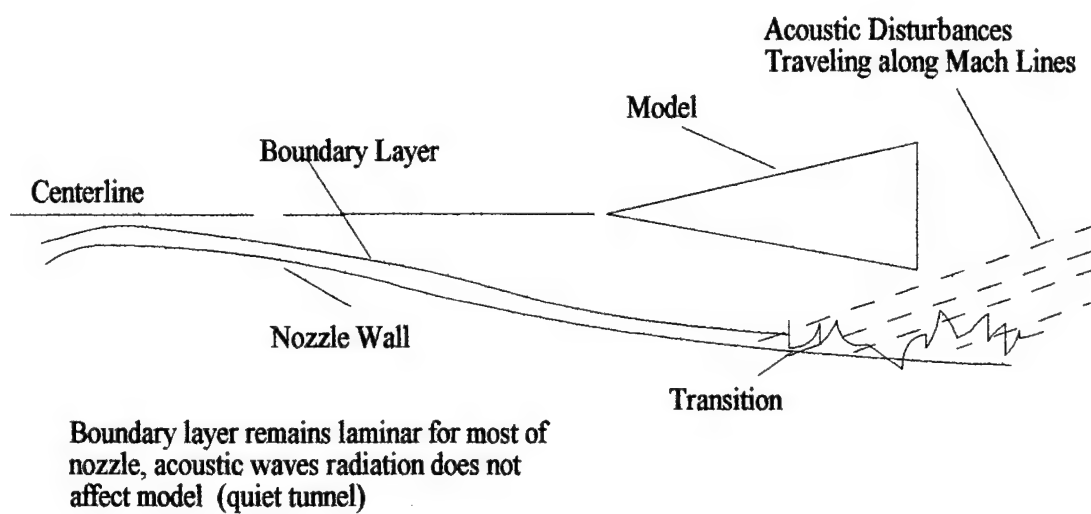 Acoustic Disturbances
Traveling along Mach Lines
Model
Boundary Layer
Centerline
Nozzle Wall
Transition
Boundary layer remains laminar for most of
nozzle, acoustic waves radiation does not
affect model (quiet tunnel)